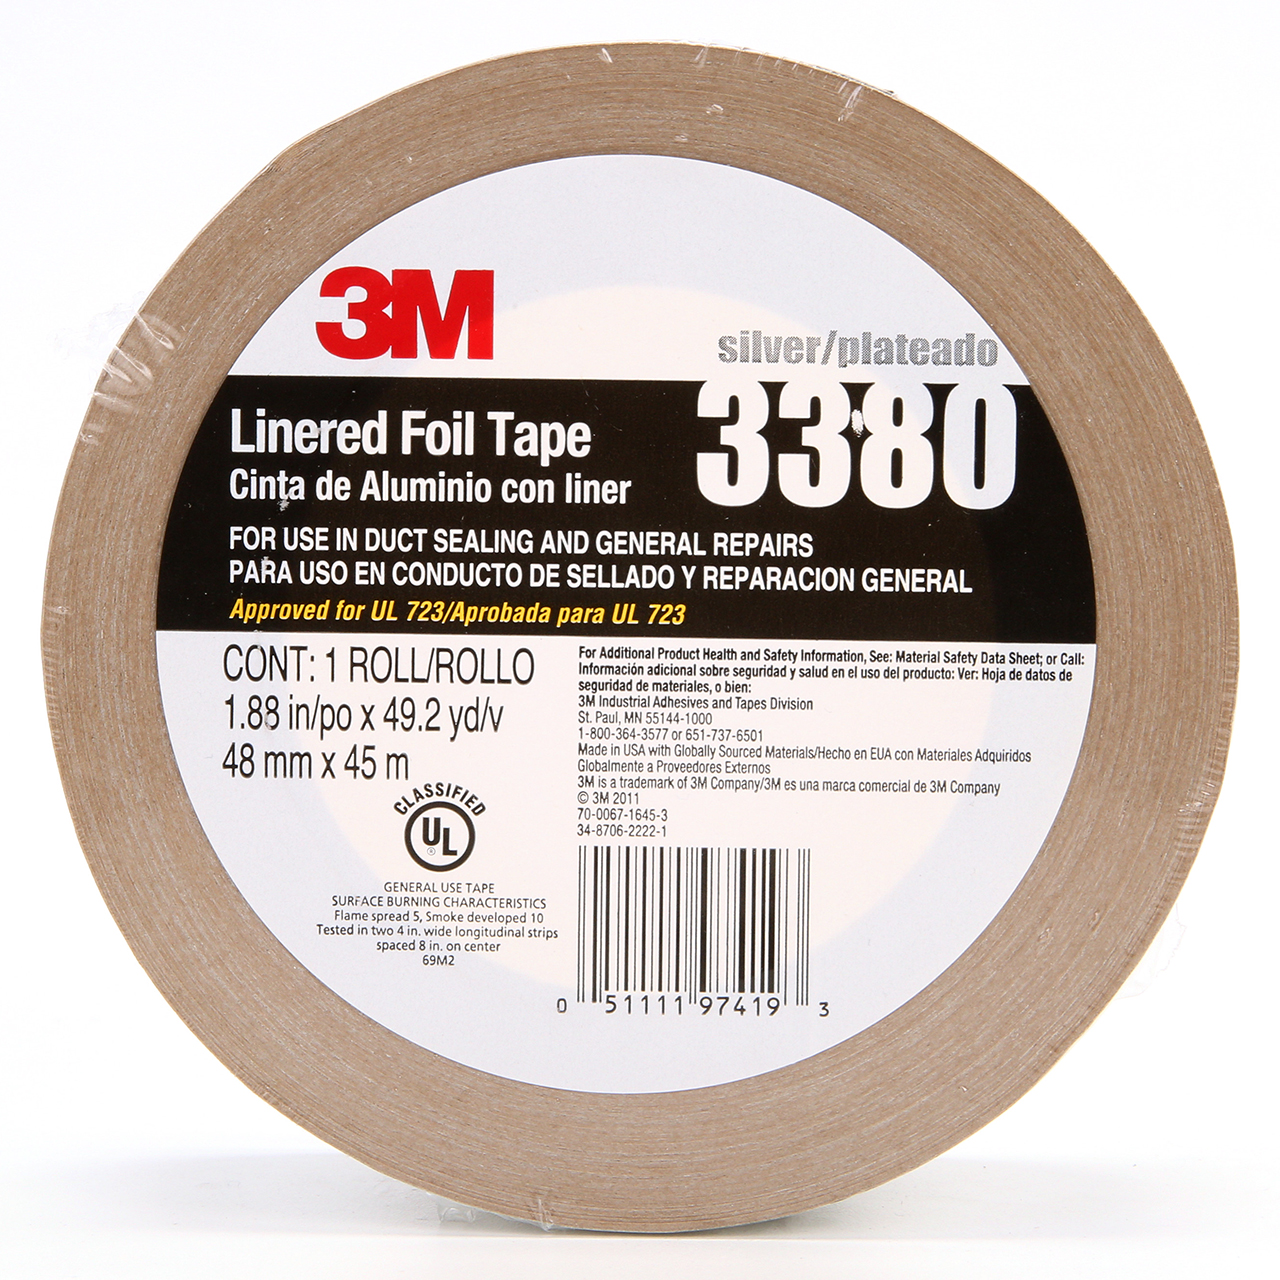 3M
silver/plateado
3380
Linered Foil Tape
Cinta de Aluminio con liner
FOR USE IN DUCT SEALING AND GENERAL REPAIRS
PARA USO EN CONDUCTO DE SELLADO Y REPARACION GENERAL
Approved for UL 723/Aprobada para UL 723
CONT: 1 ROLL/ROLLO
1.88 in/po x 49.2 yd/v
48 mm x 45 m
CLASSIFIED
UL
®
GENERAL USE TAPE
SURFACE BURNING CHARACTERISTICS
Flame spread 5, Smoke developed 10
Tested in two 4 in. wide longitudinal strips
spaced 8 in. on center
69M2
For Additional Product Health and Safety Information, See: Material Safety Data Sheet; or Call:
Información adicional sobre seguridad y salud en el uso del producto: Ver: Hoja de datos de
seguridad de materiales, o bien:
3M Industrial Adhesives and Tapes Division
St. Paul, MN 55144-1000
1-800-364-3577 or 651-737-6501
Made in USA with Globally Sourced Materials/Hecho en EUA con Materiales Adquiridos
Globalmente a Proveedores Externos
3M is a trademark of 3M Company/3M es una marca comercial de 3M Company
© 3M 2011
70-0067-1645-3
34-8706-2222-1
0 51111 97419 3